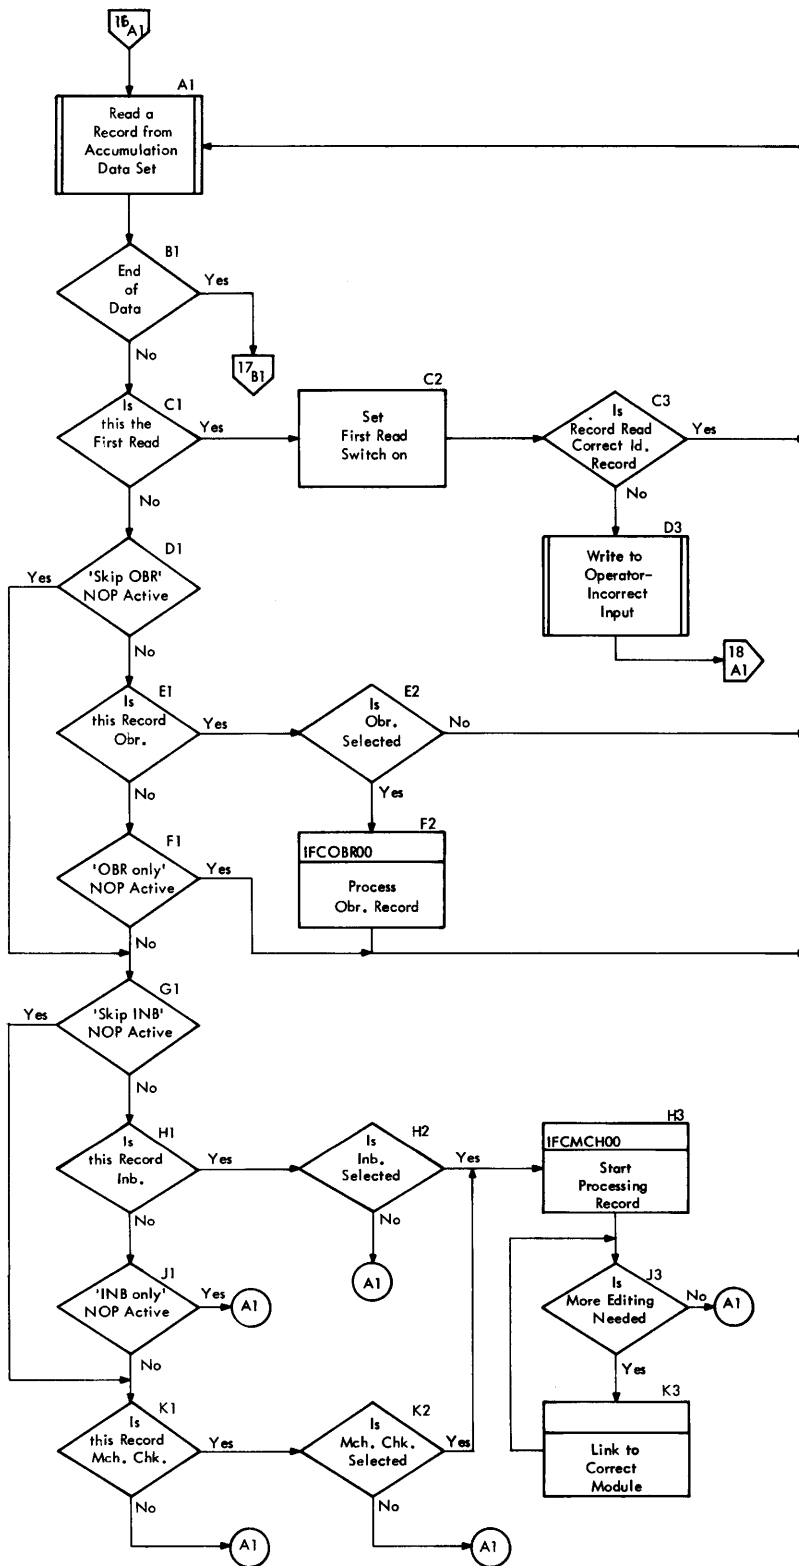 16
A1
A1
Read a
Record from
Accumulation
Data Set
B1
End
of
Data
Yes
No
17
B1
C1
Is
this the
First Read
Yes
No
C2
Set
First Read
Switch on
C3
Is
Record Read
Correct Id.
Record
Yes
No
D1
'Skip OBR'
NOP Active
Yes
No
D3
Write to
Operator-
Incorrect
Input
18
A1
E1
Is
this Record
Obr.
Yes
No
E2
Is
Obr.
Selected
No
Yes
F1
'OBR only'
NOP Active
Yes
No
F2
IFCOBR00
Process
Obr. Record
G1
'Skip INB'
NOP Active
Yes
No
H1
Is
this Record
Inb.
Yes
No
H2
Is
Inb.
Selected
Yes
No
A1
H3
IFCMCH00
Start
Processing
Record
J1
'INB only'
NOP Active
Yes
A1
No
J3
Is
More Editing
Needed
No
A1
Yes
K1
Is
this Record
Mch. Chk.
Yes
No
A1
K2
Is
Mch. Chk.
Selected
Yes
No
A1
K3
Link to
Correct
Module